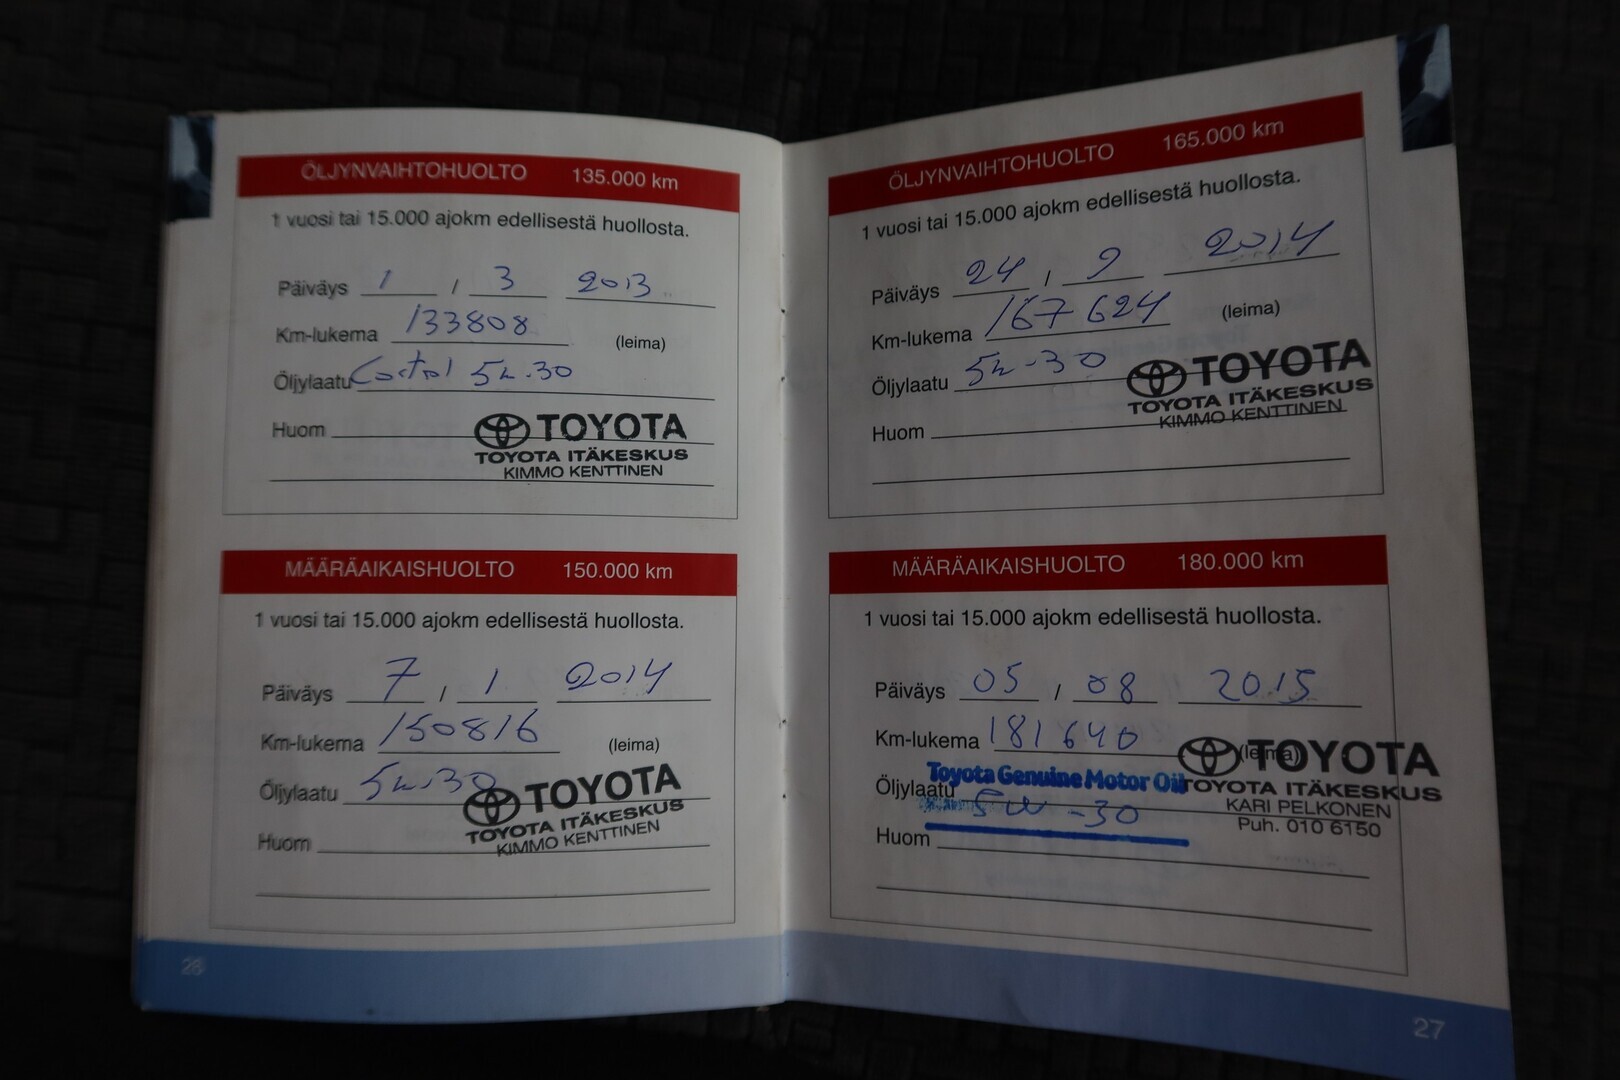 ÖLJYNVAIHTOHUOLTO 135.000 km
1 vuosi tai 15.000 ajokm edellisestä huollosta.
Päiväys 1 / 3 2013
Km-lukema 133808 (leima)
Öljylaatu Castrol 5w-30
Huom
TOYOTA
TOYOTA ITÄKESKUS
KIMMO KENTTINEN
MÄÄRÄAIKAISHUOLTO 150.000 km
1 vuosi tai 15.000 ajokm edellisestä huollosta.
Päiväys 7 / 1 2014
Km-lukema 150816 (leima)
Öljylaatu 5w-30
TOYOTA
TOYOTA ITÄKESKUS
Huom
KIMMO KENTTINEN
26
ÖLJYNVAIHTOHUOLTO 165.000 km
1 vuosi tai 15.000 ajokm edellisestä huollosta.
Päiväys 24 / 9 2014
Km-lukema 167624 (leima)
Öljylaatu 5w-30
TOYOTA
TOYOTA ITÄKESKUS
KIMMO KENTTINEN
Huom
MÄÄRÄAIKAISHUOLTO 180.000 km
1 vuosi tai 15.000 ajokm edellisestä huollosta.
Päiväys 05 / 08 2015
Km-lukema 181640 (leima)
TOYOTA
Toyota Genuine Motor Oil
Öljylaatu 5W-30
TOYOTA ITÄKESKUS
KARI PELKONEN
Puh. 010 6150
Huom
27